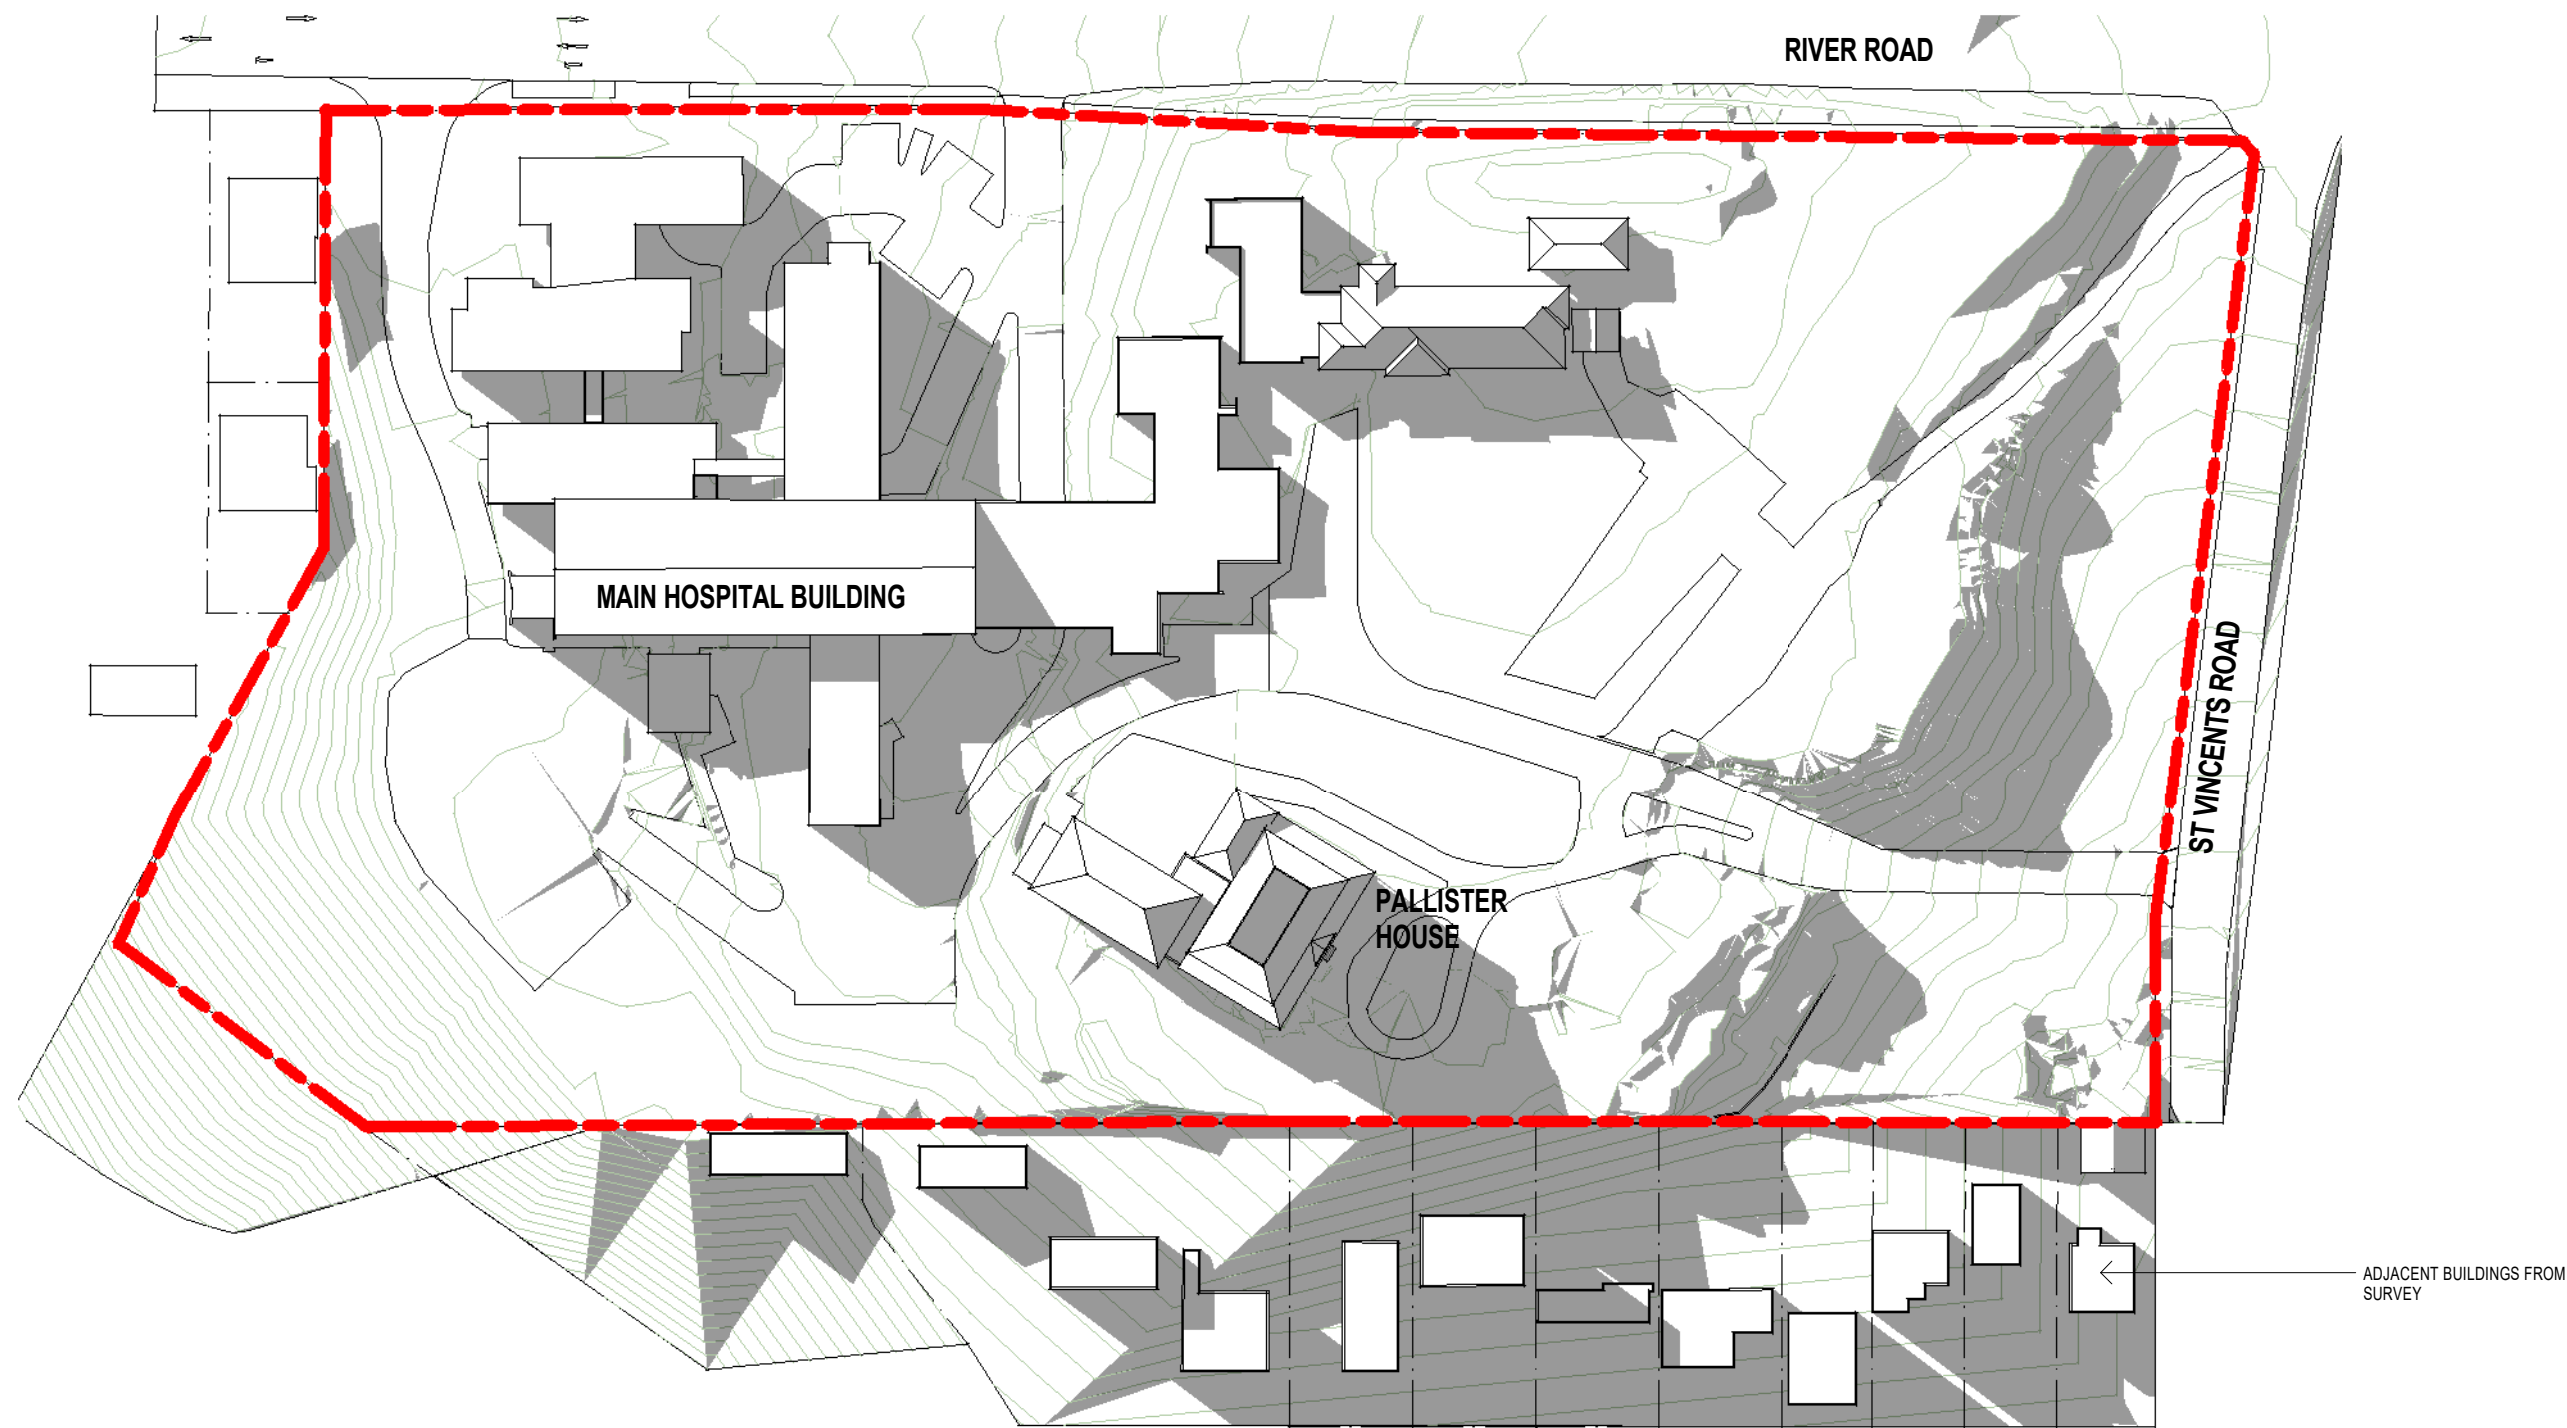 RIVER ROAD
MAIN HOSPITAL BUILDING
ST VINCENTS ROAD
PALLISTER
HOUSE
ADJACENT BUILDINGS FROM
SURVEY